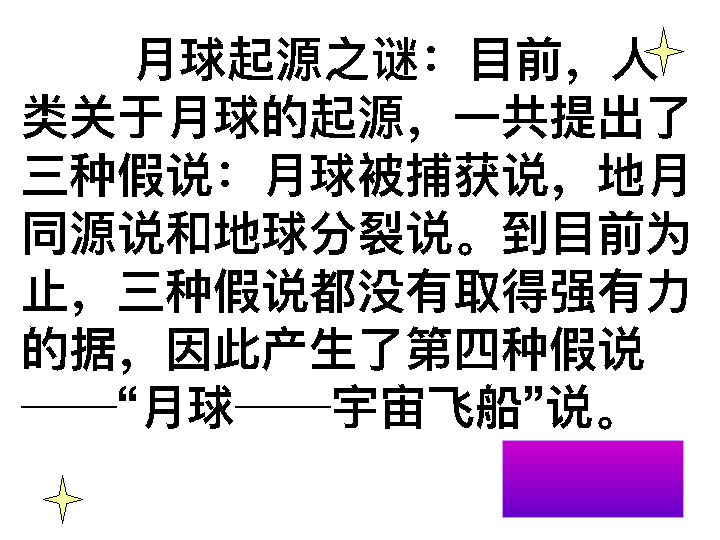 月球起源之谜：目前，人
类关于月球的起源，一共提出了
三种假说：月球被捕获说，地月
同源说和地球分裂说。到目前为
止，三种假说都没有取得强有力
的据，因此产生了第四种假说
——“月球——宇宙飞船”说。